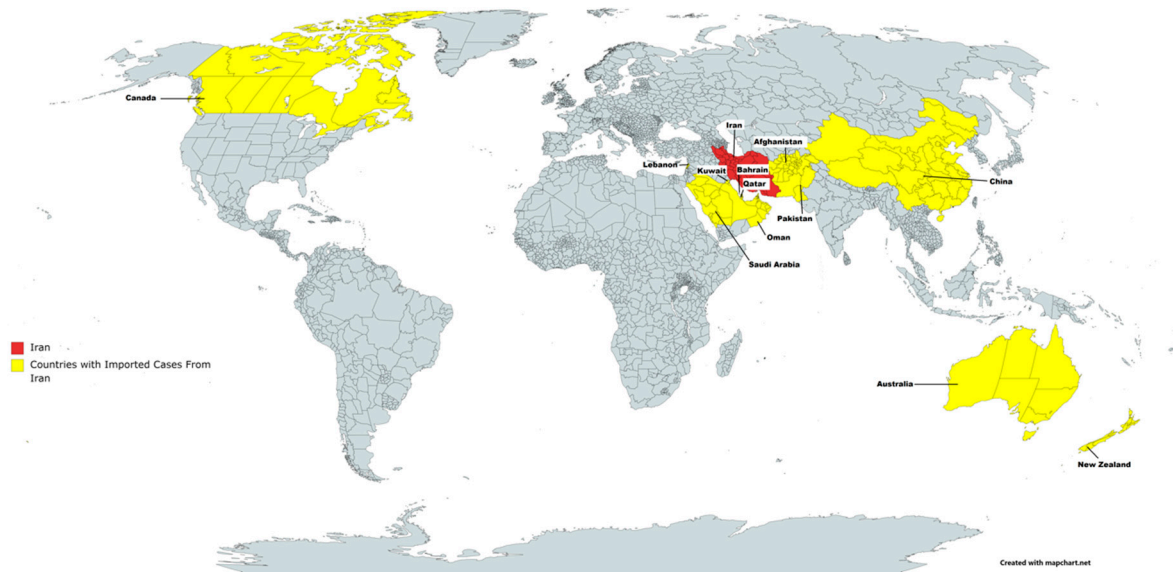 Canada
Iran
Afghanistan
Lebanon
Kuwait
Bahrain
Qatar
China
Pakistan
Oman
Saudi Arabia
Iran
Countries with Imported Cases From
Iran
Australia
New Zealand
Created with mapchart.net